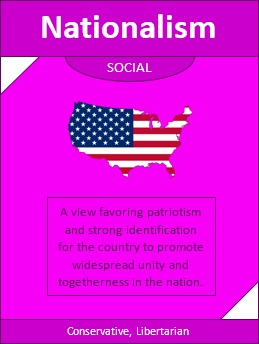 Nationalism
SOCIAL
A view favoring patriotism
and strong identification
for the country to promote
widespread unity and
togetherness in the nation.
Conservative, Libertarian